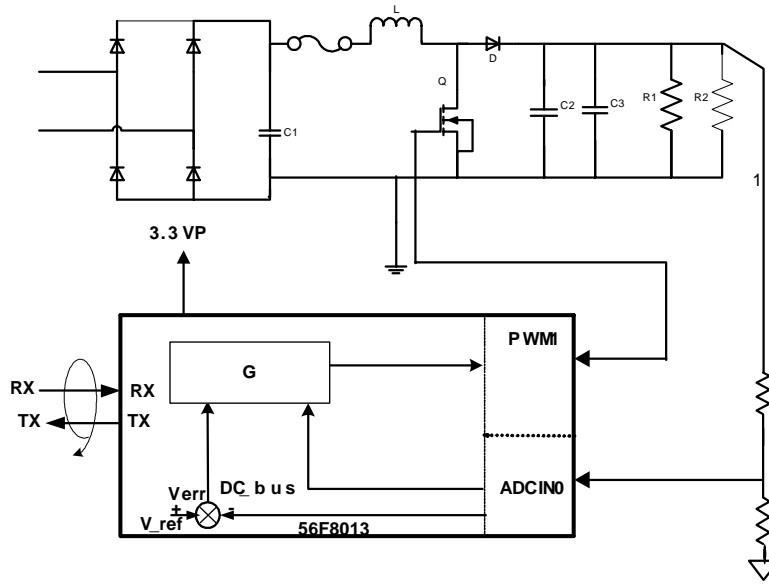 L
Q
D
C1
C2
C3
R1
R2
1
3.3 VP
PWM1
G
RX
RX
TX
TX
DC_bus
ADCIN0
Verr
+
-
V_ref
56F8013